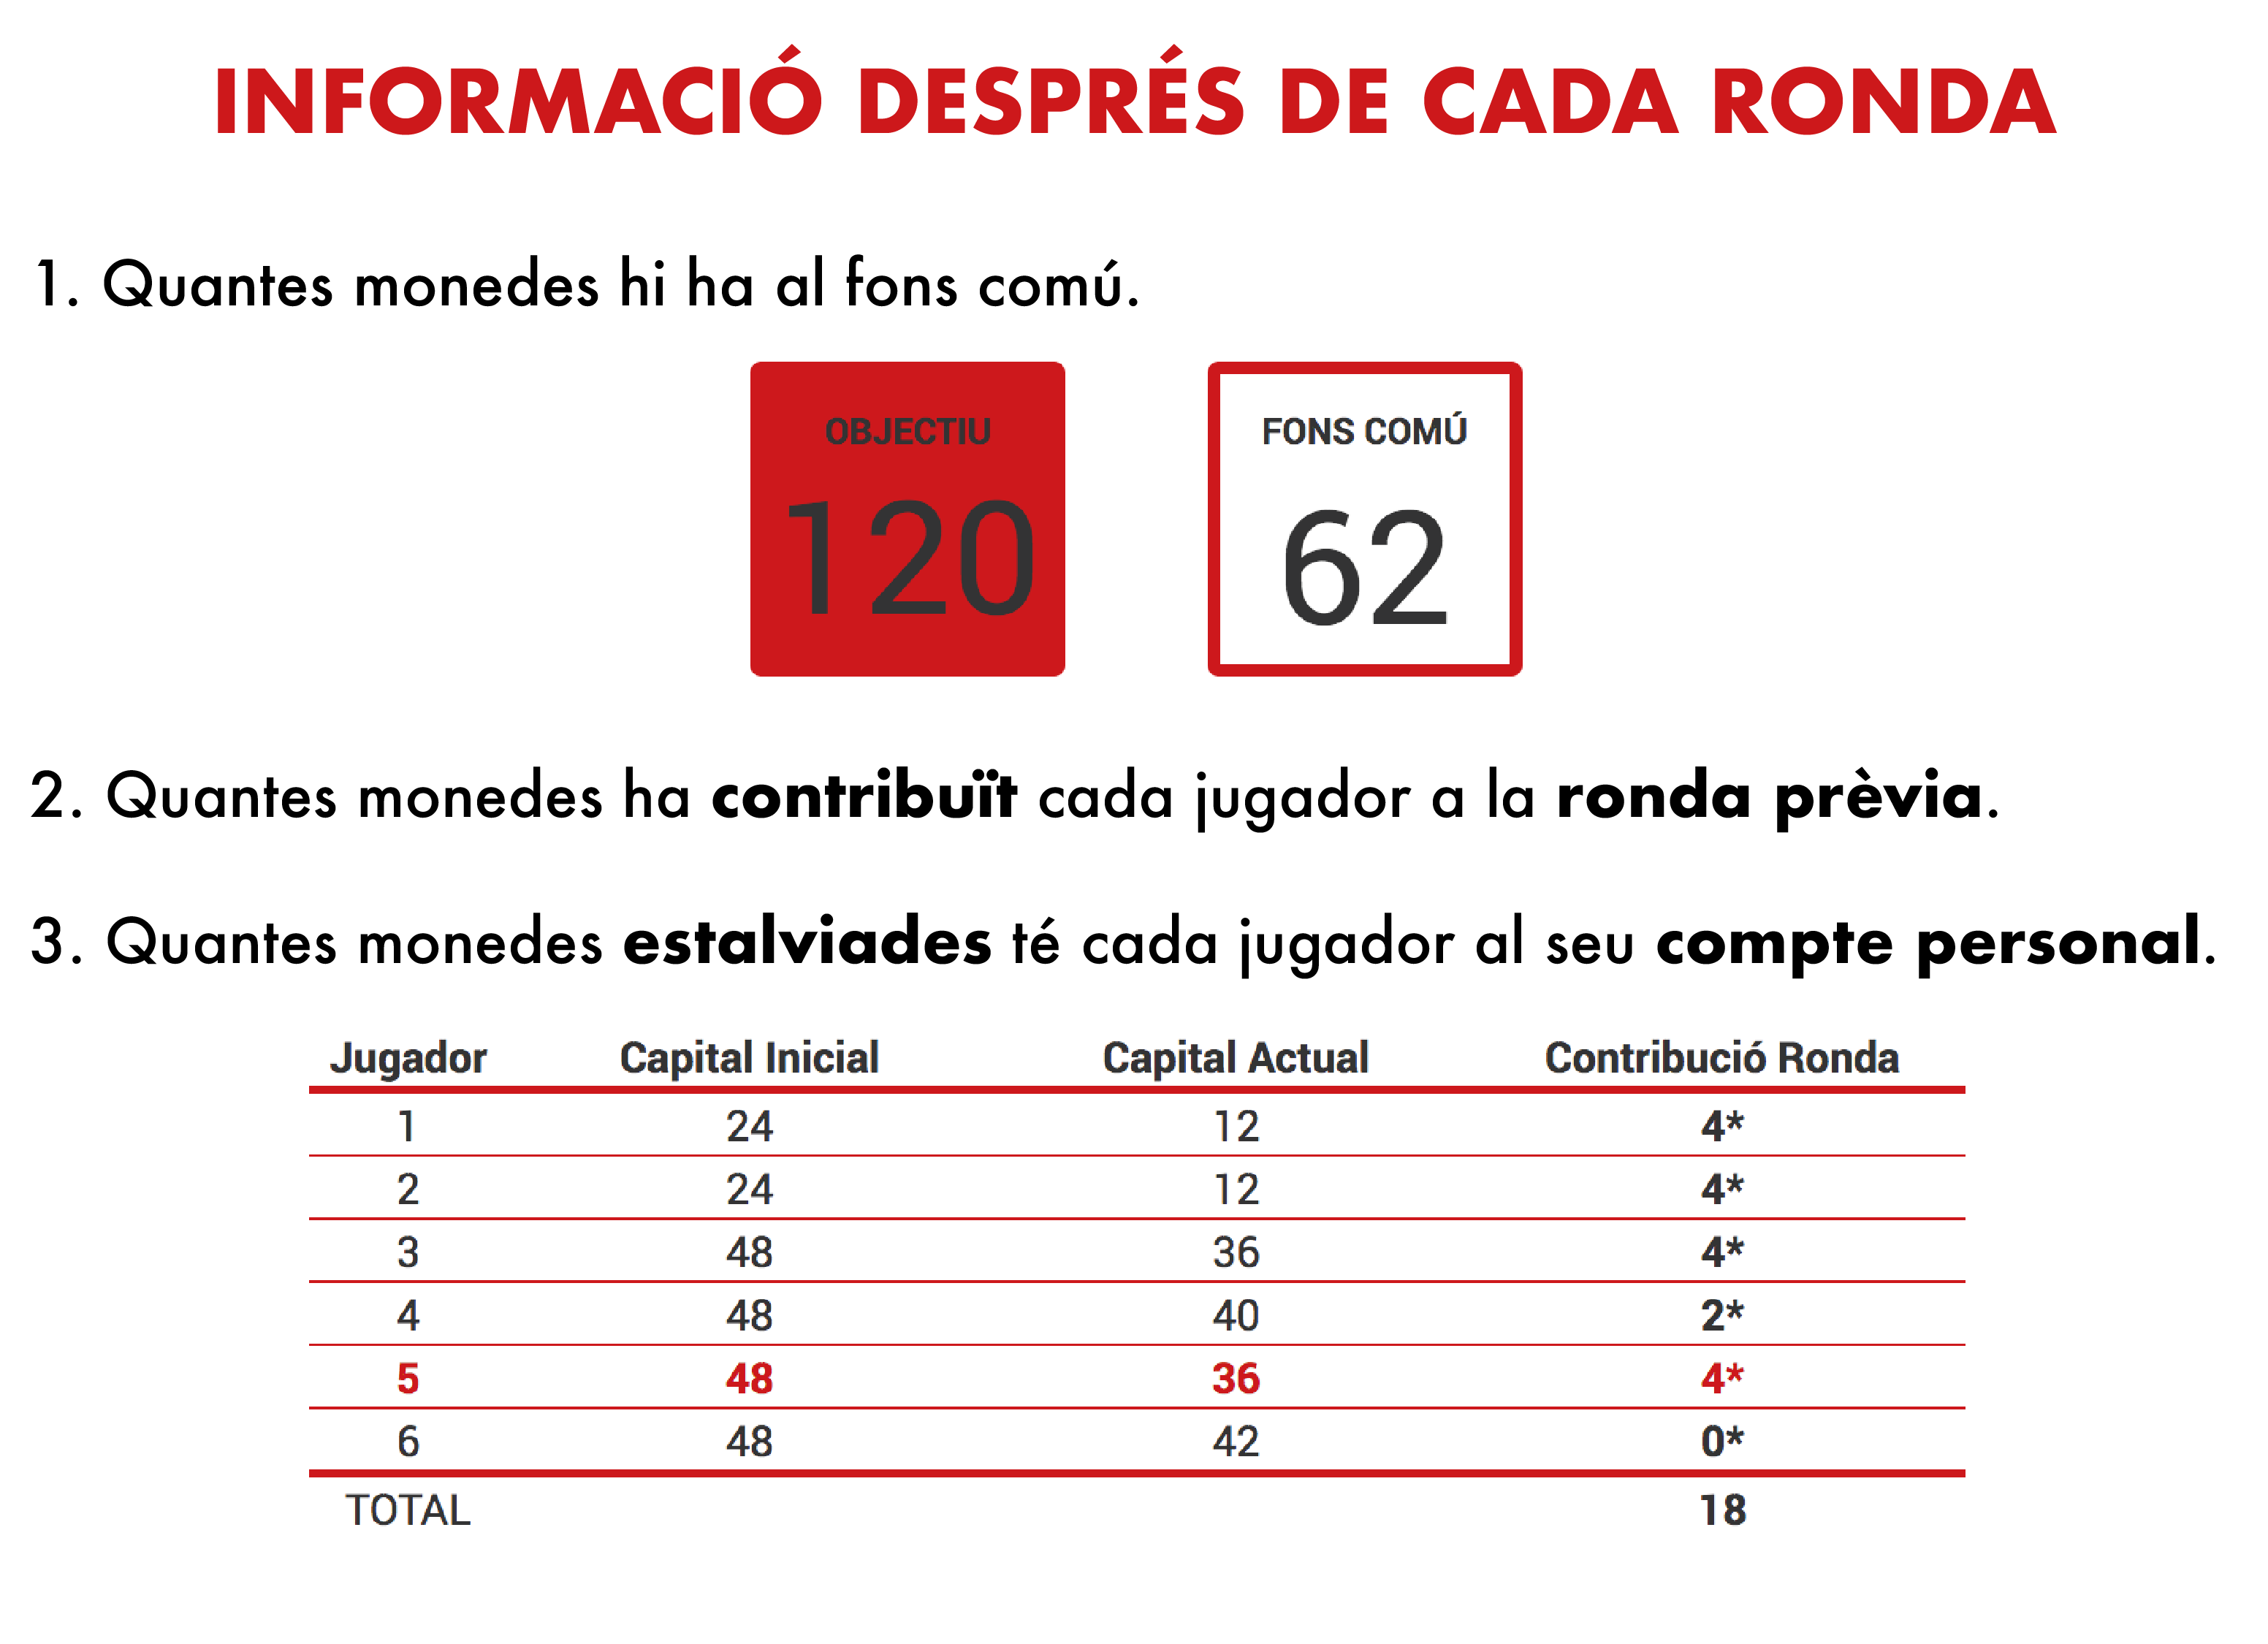 INFORMACIÓ DESPRÉS DE CADA RONDA
1. Quantes monedes hi ha al fons comú.
OBJECTIU FONS COMÚ
120 62
2. Quantes monedes ha contribuït cada jugador a la ronda prèvia.
3. Quantes monedes estalviades té cada jugador al seu compte personal.
Jugador Capital Inicial Capital Actual Contribució Ronda
1 24 12 4*
2 24 12 4*
3 48 36 4*
4 48 40 2*
5 48 36 4*
6 48 42 0*
TOTAL 18